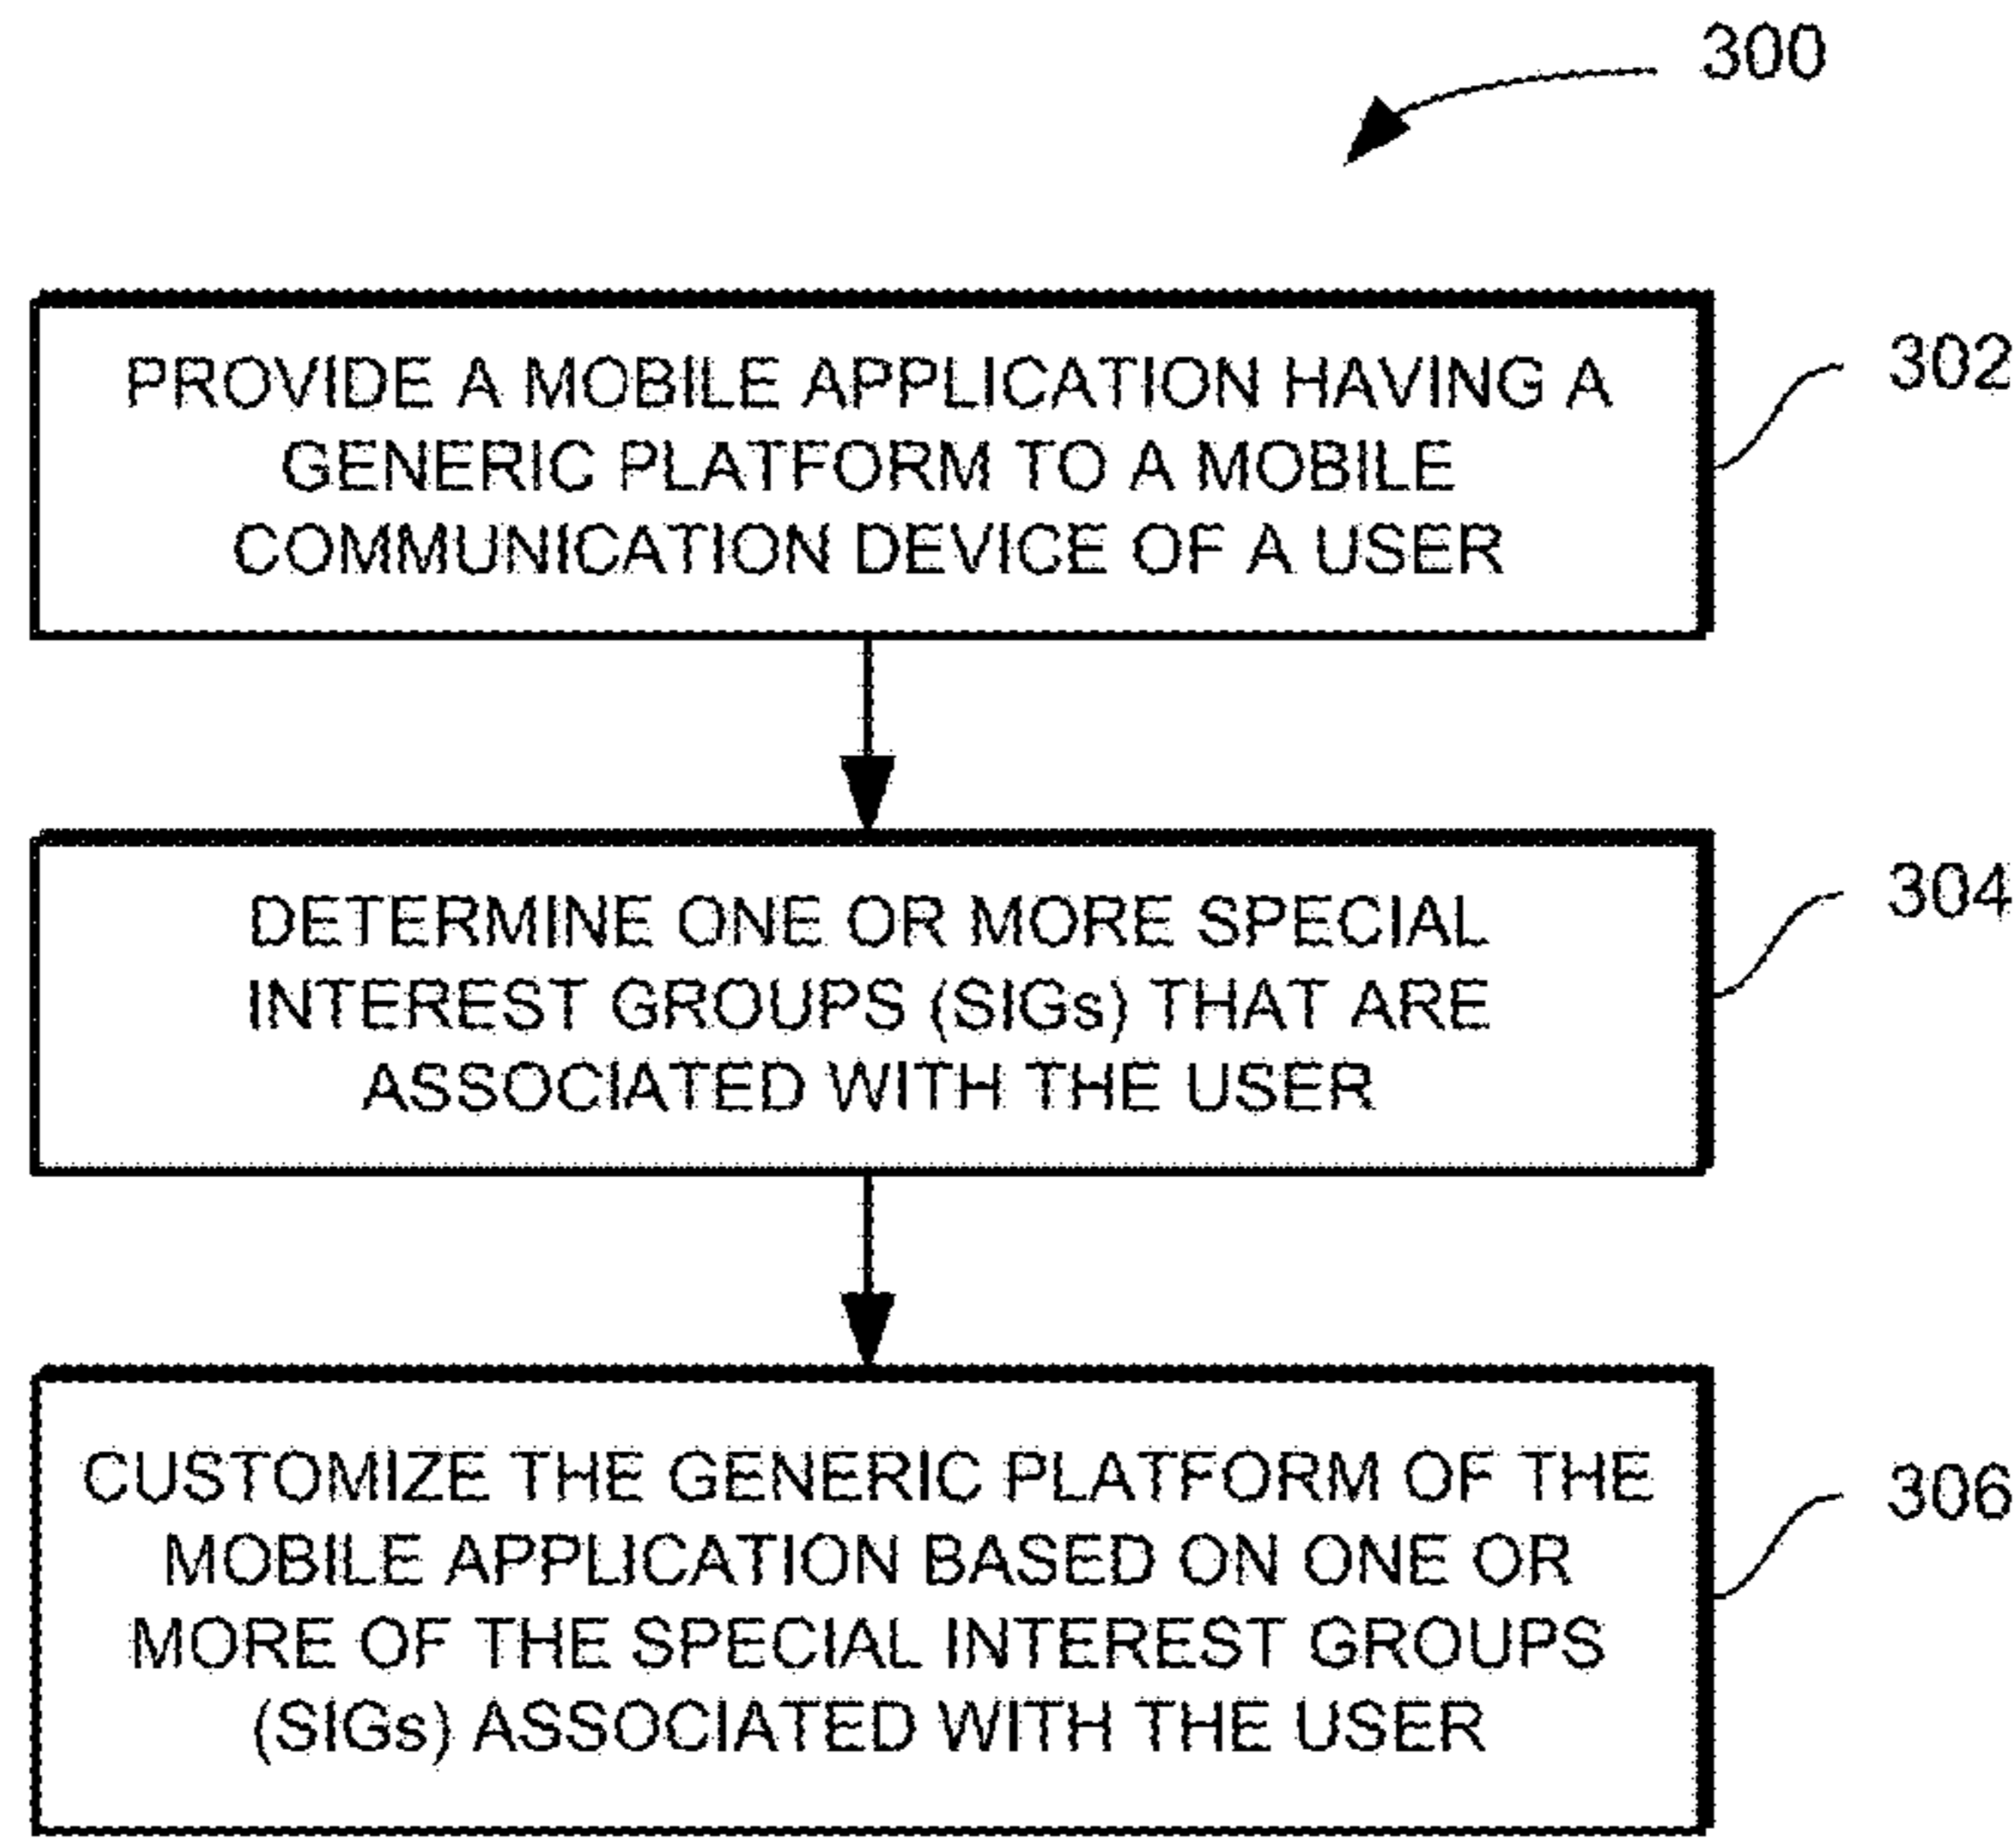 300
PROVIDE A MOBILE APPLICATION HAVING A
GENERIC PLATFORM TO A MOBILE
COMMUNICATION DEVICE OF A USER
302
DETERMINE ONE OR MORE SPECIAL
INTEREST GROUPS (SIGs) THAT ARE
ASSOCIATED WITH THE USER
304
CUSTOMIZE THE GENERIC PLATFORM OF THE
MOBILE APPLICATION BASED ON ONE OR
MORE OF THE SPECIAL INTEREST GROUPS
(SIGs) ASSOCIATED WITH THE USER
306